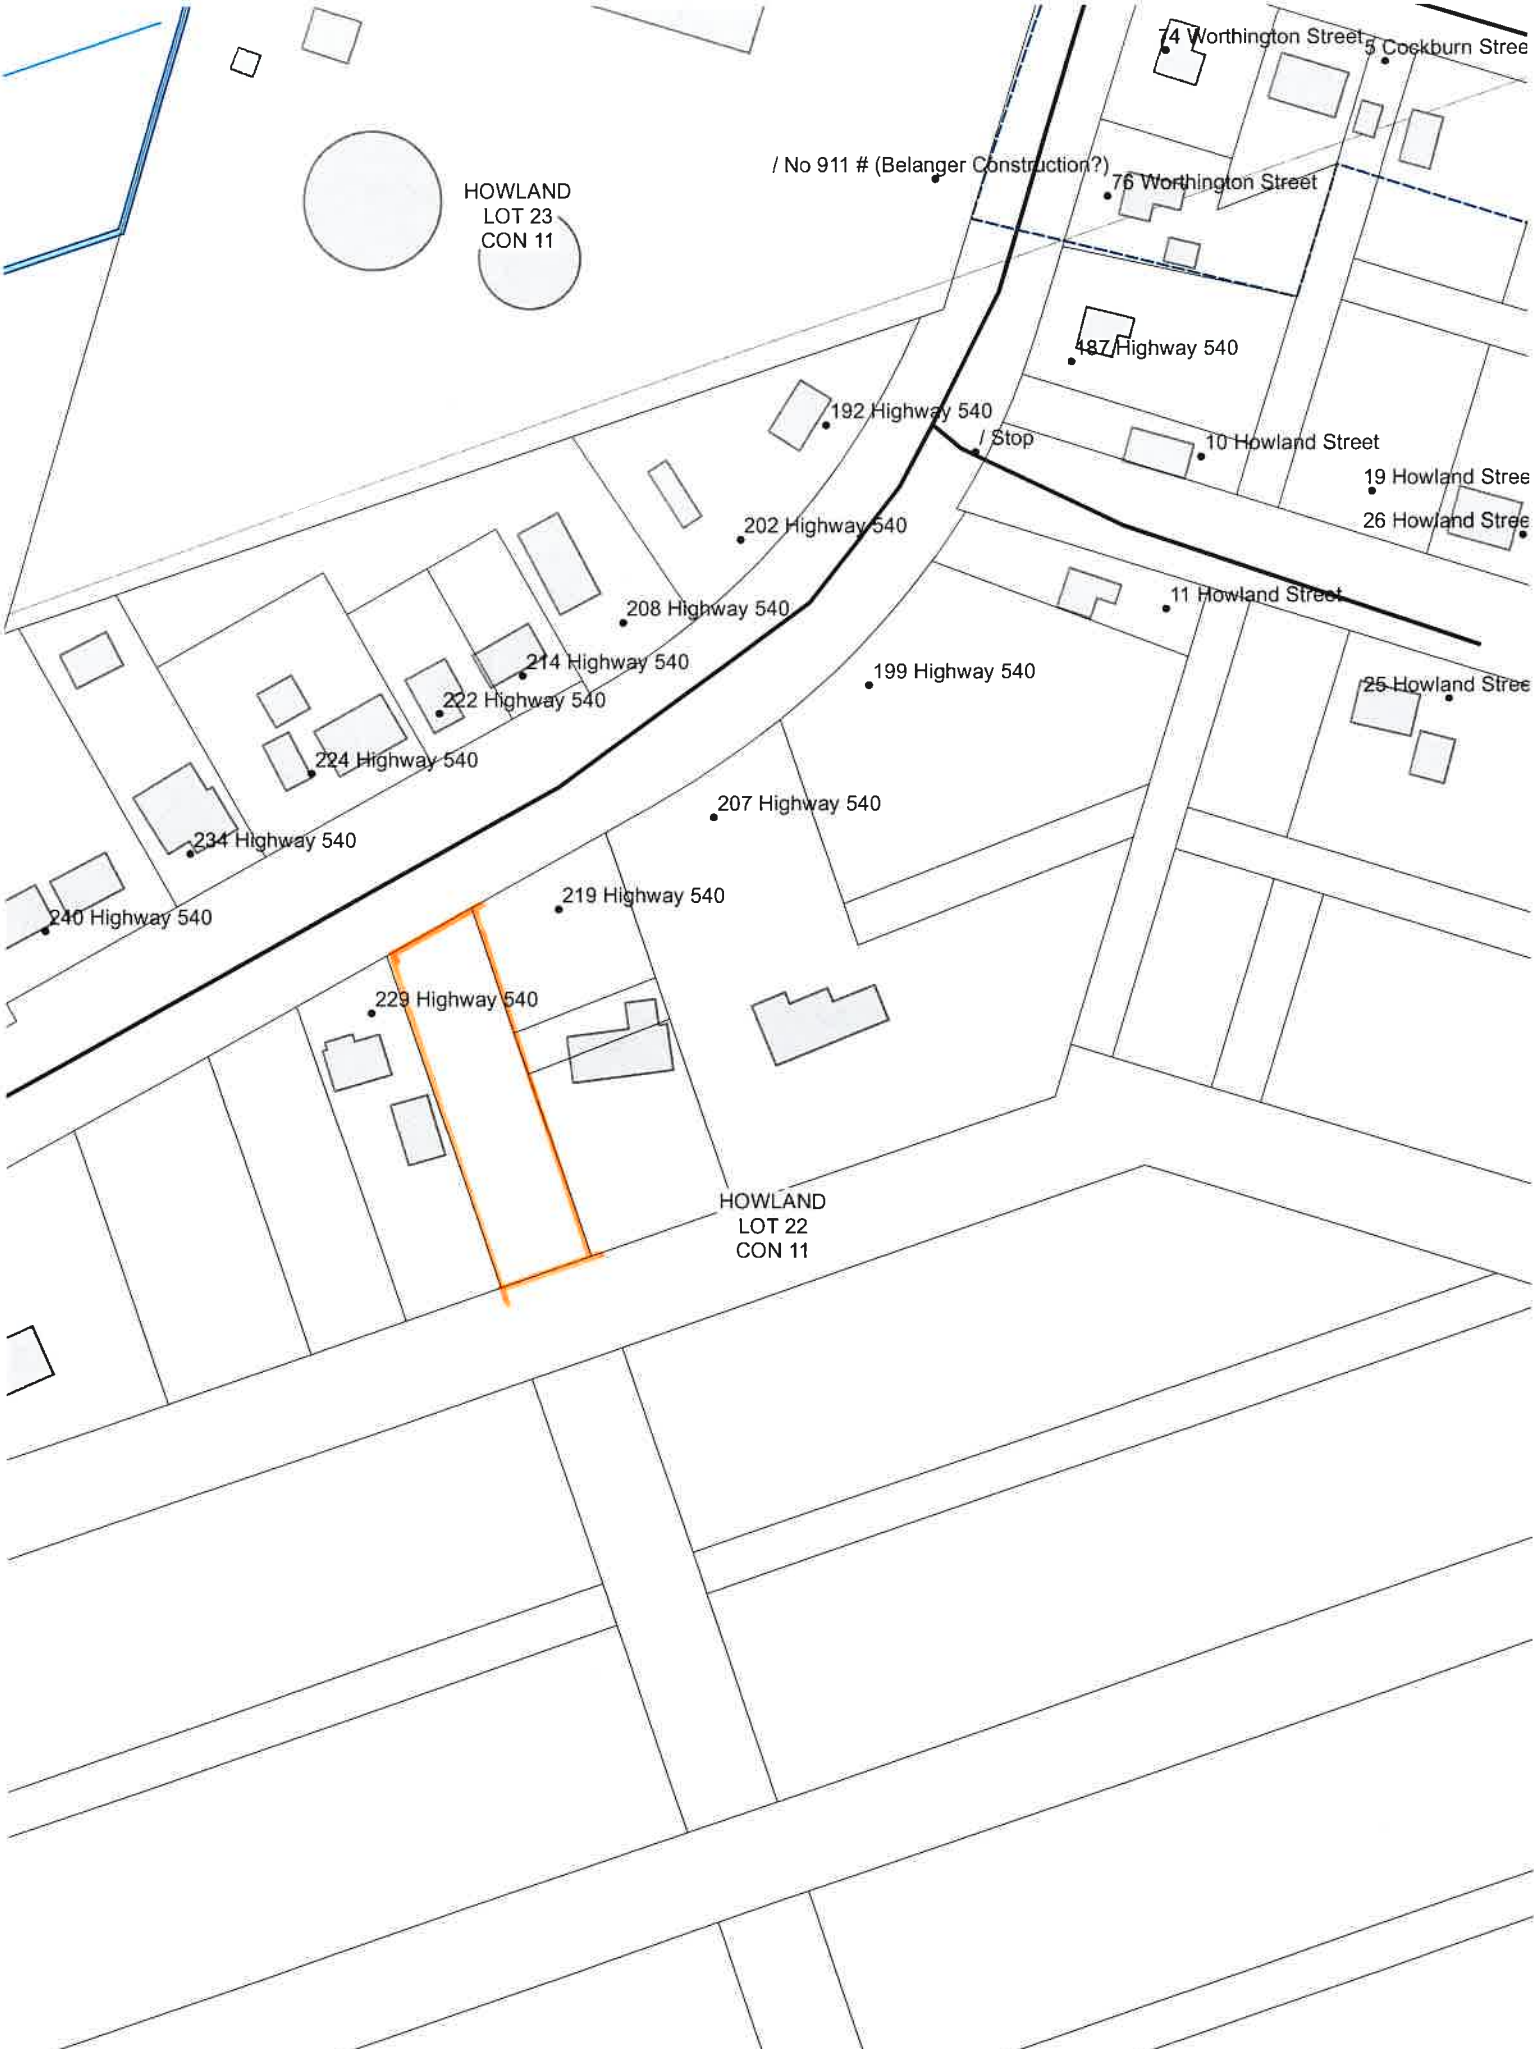 74 Worthington Street
5 Cockburn Stree
/ No 911 # (Belanger Construction?)
76 Worthington Street
HOWLAND
LOT 23
CON 11
187 Highway 540
192 Highway 540
/ Stop
10 Howland Street
19 Howland Stree
26 Howland Stree
202 Highway 540
11 Howland Street
208 Highway 540
214 Highway 540
199 Highway 540
25 Howland Stree
222 Highway 540
224 Highway 540
207 Highway 540
234 Highway 540
219 Highway 540
240 Highway 540
229 Highway 540
HOWLAND
LOT 22
CON 11